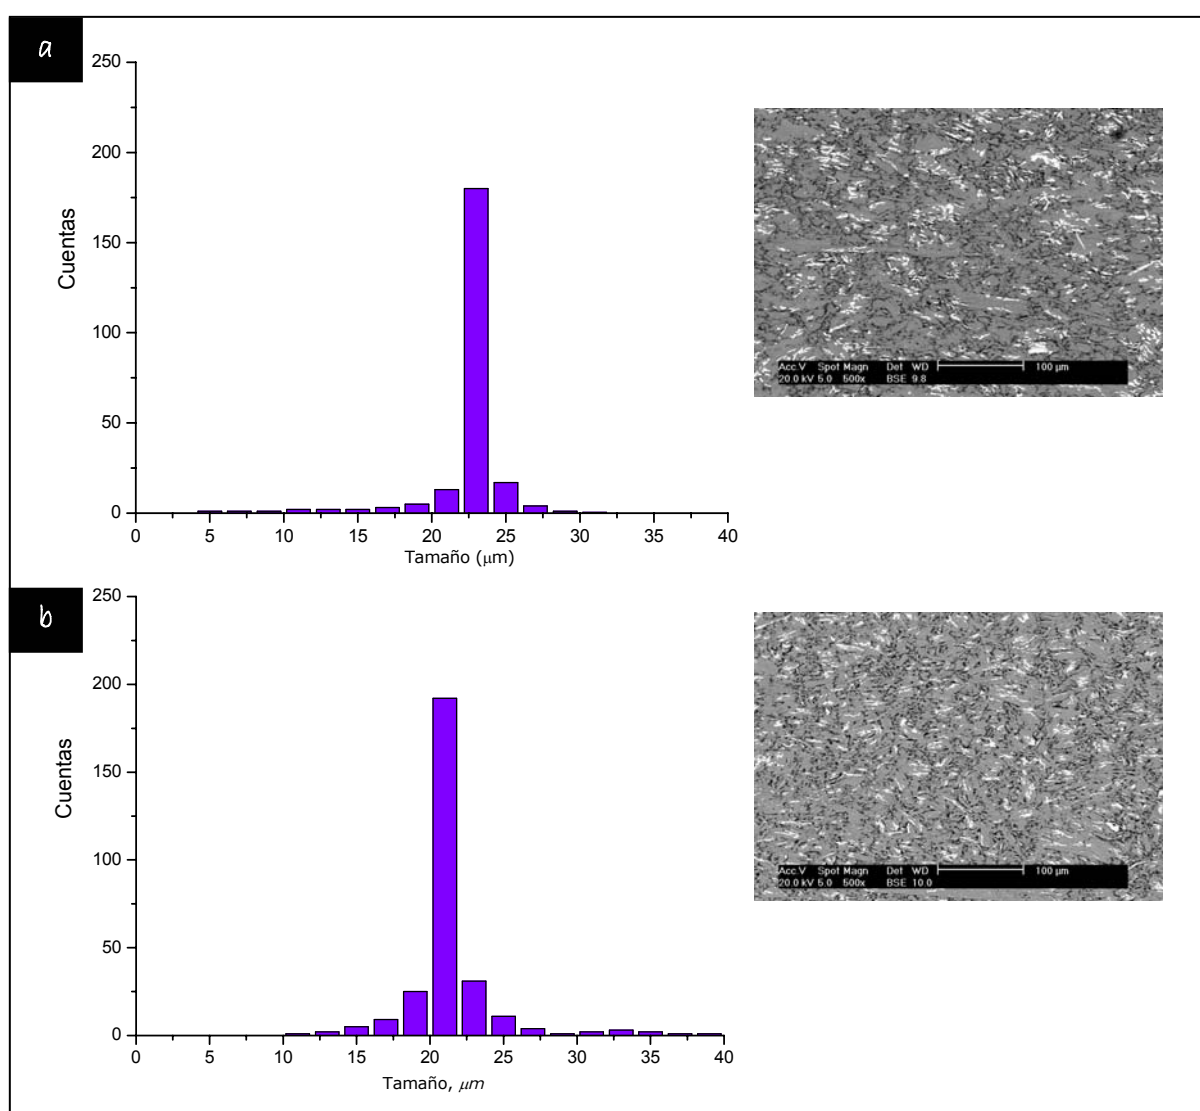 a
250
200
150
100
50
0
Cuentas
0 5 10 15 20 25 30 35 40
Tamaño (μm)
Acc.V Spot Magn Det WD 100 μm
20.0 kV 5.0 500x BSE 9.8
b
250
200
150
100
50
0
Cuentas
0 5 10 15 20 25 30 35 40
Tamaño, μm
Acc.V Spot Magn Det WD 100 μm
20.0 kV 5.0 500x BSE 10.0